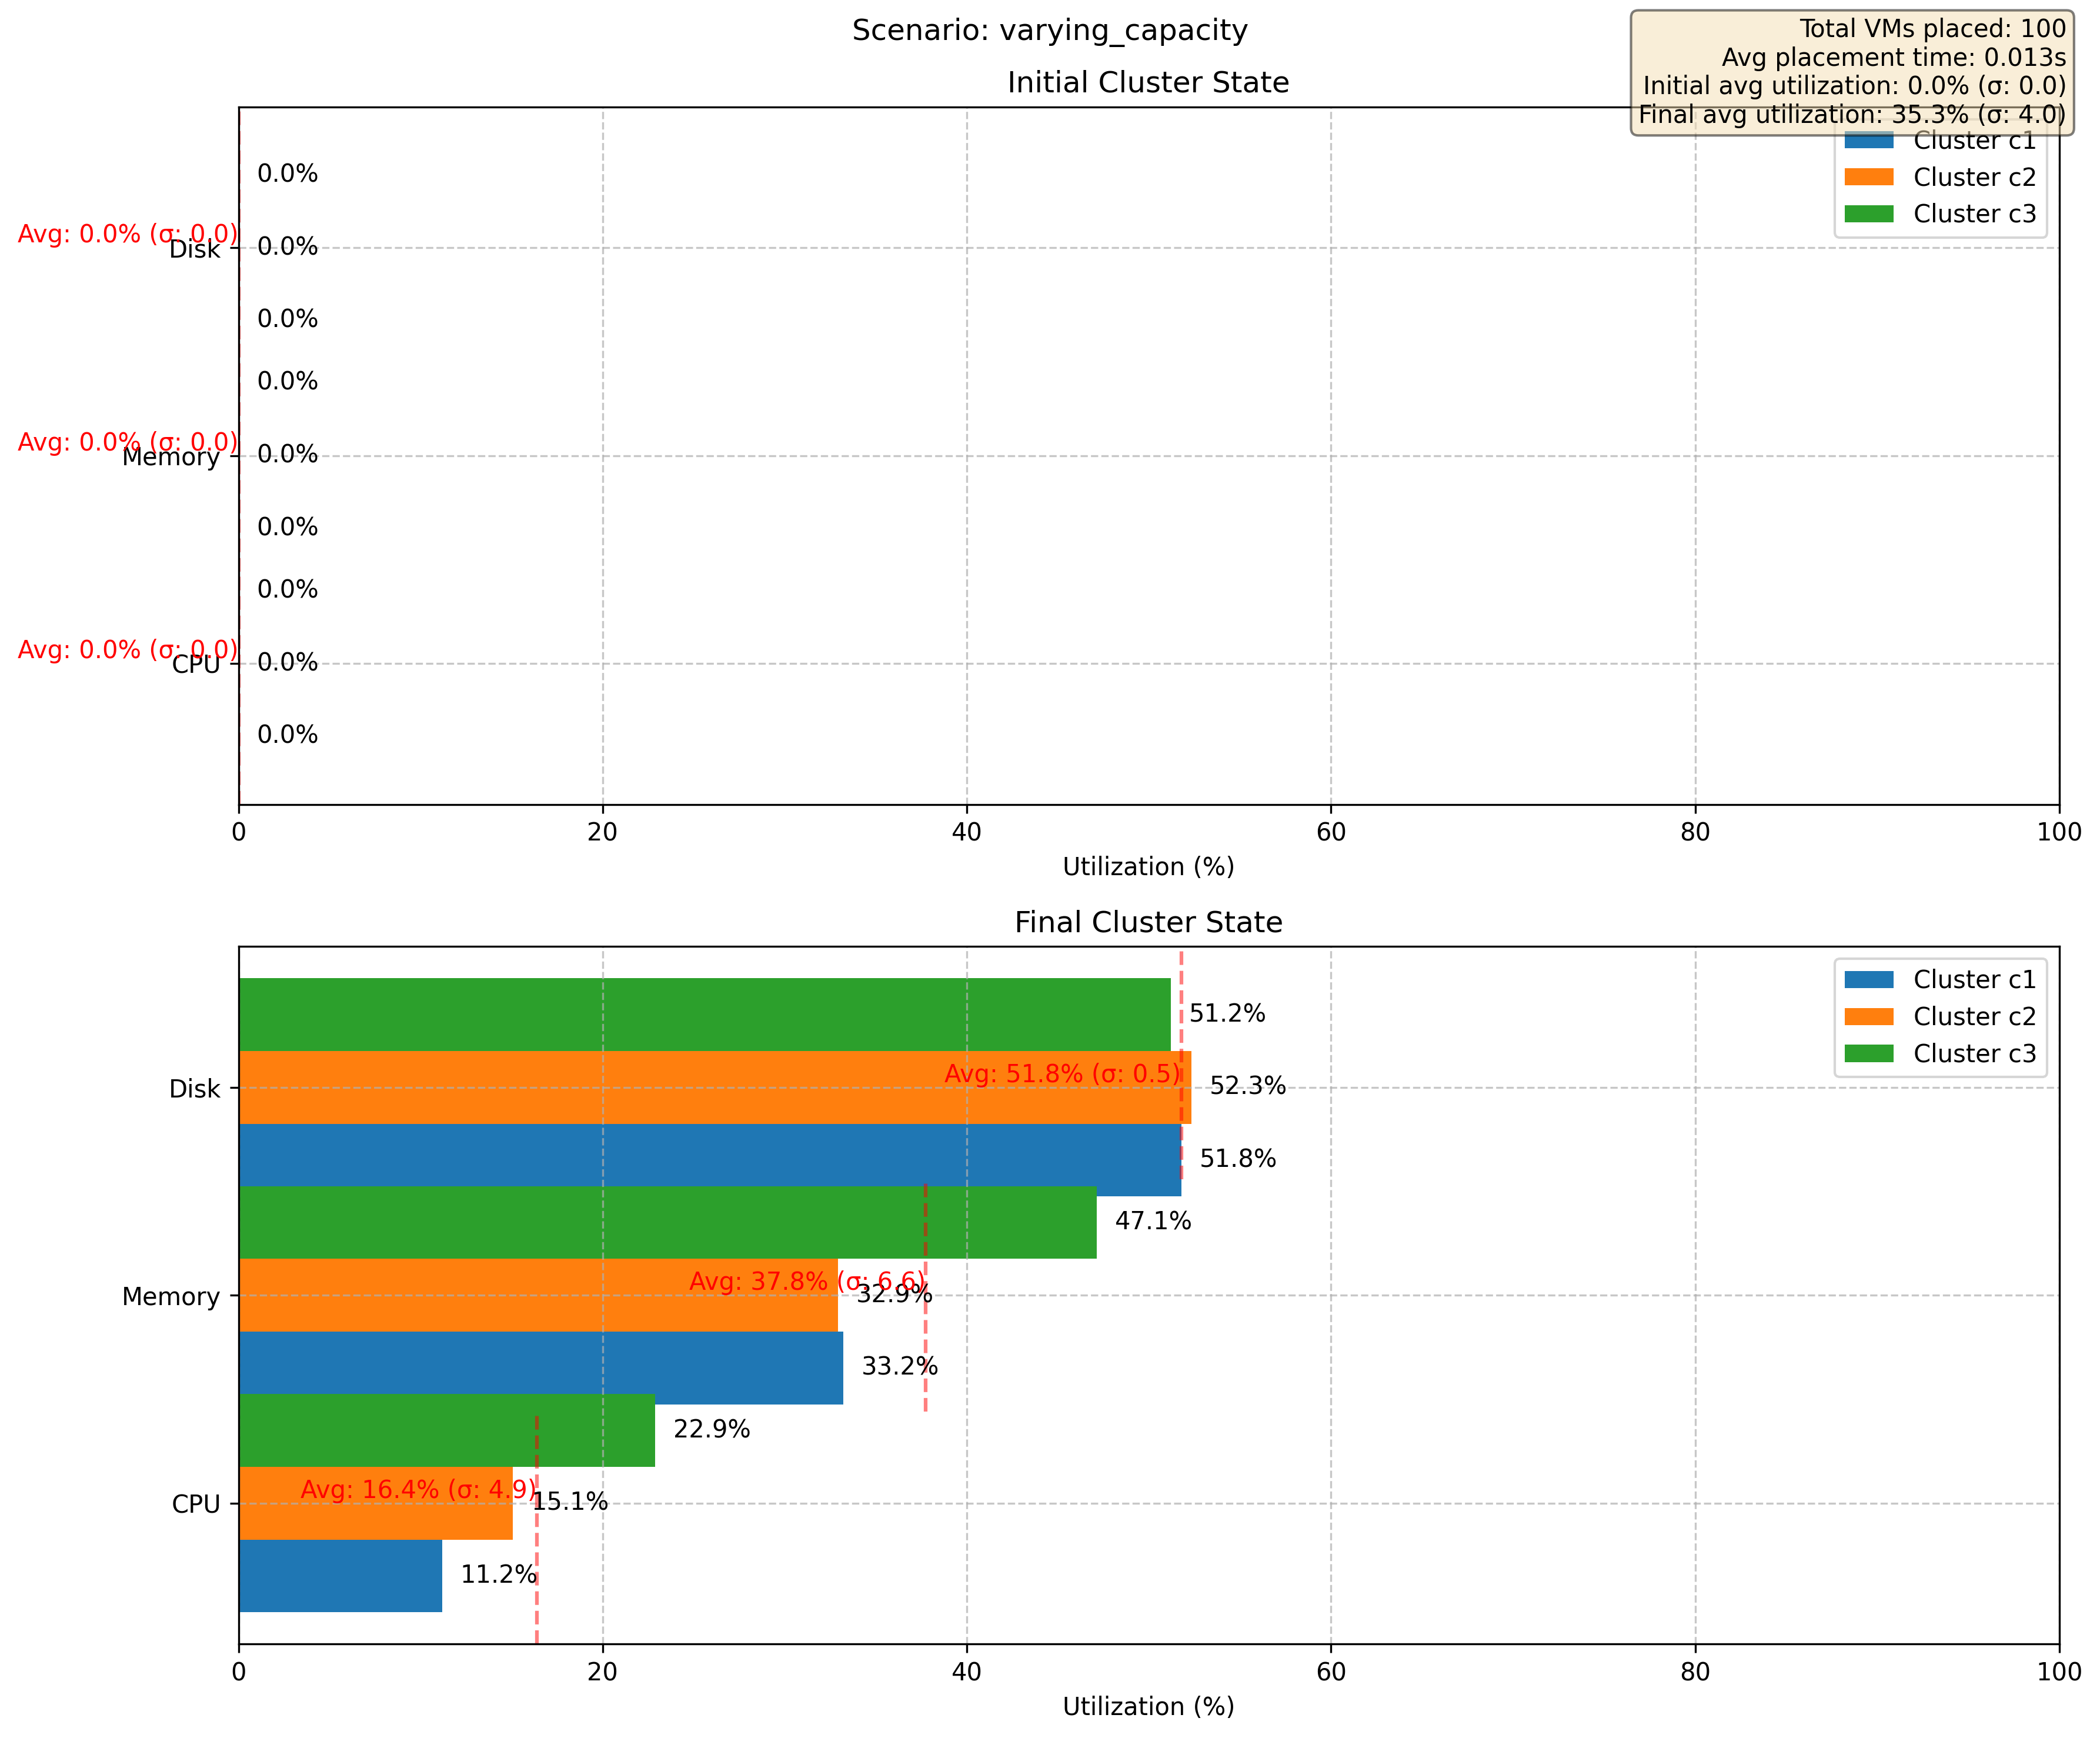 Scenario: varying_capacity
Total VMs placed: 100
Avg placement time: 0.013s
Initial avg utilization: 0.0% (σ: 0.0)
Final avg utilization: 35.3% (σ: 4.0)
Initial Cluster State
Cluster c1
Cluster c2
Cluster c3
0.0%
Avg: 0.0% (σ: 0.0)
Disk
0.0%
0.0%
0.0%
Avg: 0.0% (σ: 0.0)
Memory
0.0%
0.0%
0.0%
Avg: 0.0% (σ: 0.0)
CPU
0.0%
0.0%
0 20 40 60 80 100
Utilization (%)
Final Cluster State
Cluster c1
Cluster c2
Cluster c3
51.2%
Avg: 51.8% (σ: 0.5)
Disk
52.3%
51.8%
47.1%
Avg: 37.8% (σ: 6.6)
Memory
32.9%
33.2%
22.9%
Avg: 16.4% (σ: 4.9)
CPU
15.1%
11.2%
0 20 40 60 80 100
Utilization (%)